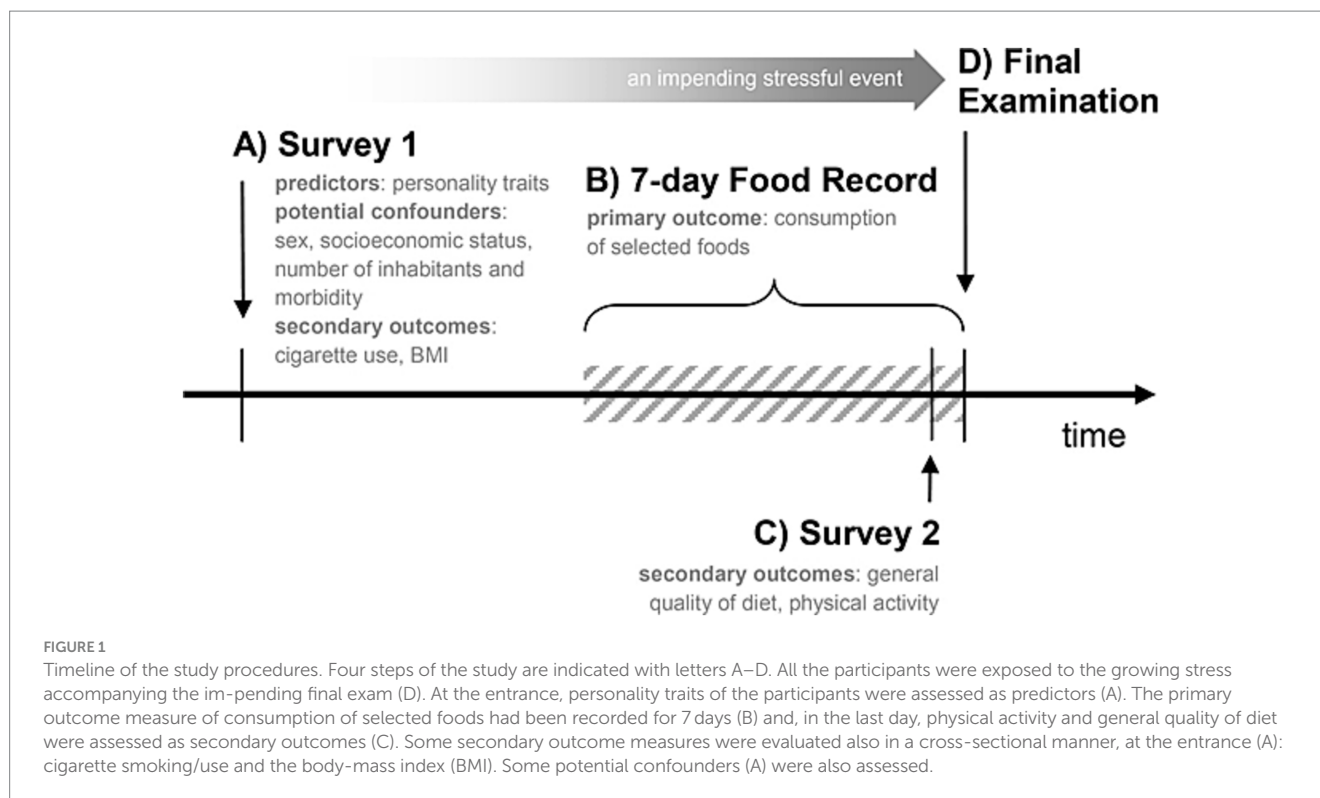 an impending stressful event
D) Final
Examination
A) Survey 1
predictors: personality traits
potential confounders:
sex, socioeconomic status,
number of inhabitants and
morbidity
secondary outcomes:
cigarette use, BMI
B) 7-day Food Record
primary outcome: consumption
of selected foods
time
C) Survey 2
secondary outcomes: general
quality of diet, physical activity
FIGURE 1
Timeline of the study procedures. Four steps of the study are indicated with letters A–D. All the participants were exposed to the growing stress
accompanying the im-pending final exam (D). At the entrance, personality traits of the participants were assessed as predictors (A). The primary
outcome measure of consumption of selected foods had been recorded for 7 days (B) and, in the last day, physical activity and general quality of diet
were assessed as secondary outcomes (C). Some secondary outcome measures were evaluated also in a cross-sectional manner, at the entrance (A):
cigarette smoking/use and the body-mass index (BMI). Some potential confounders (A) were also assessed.